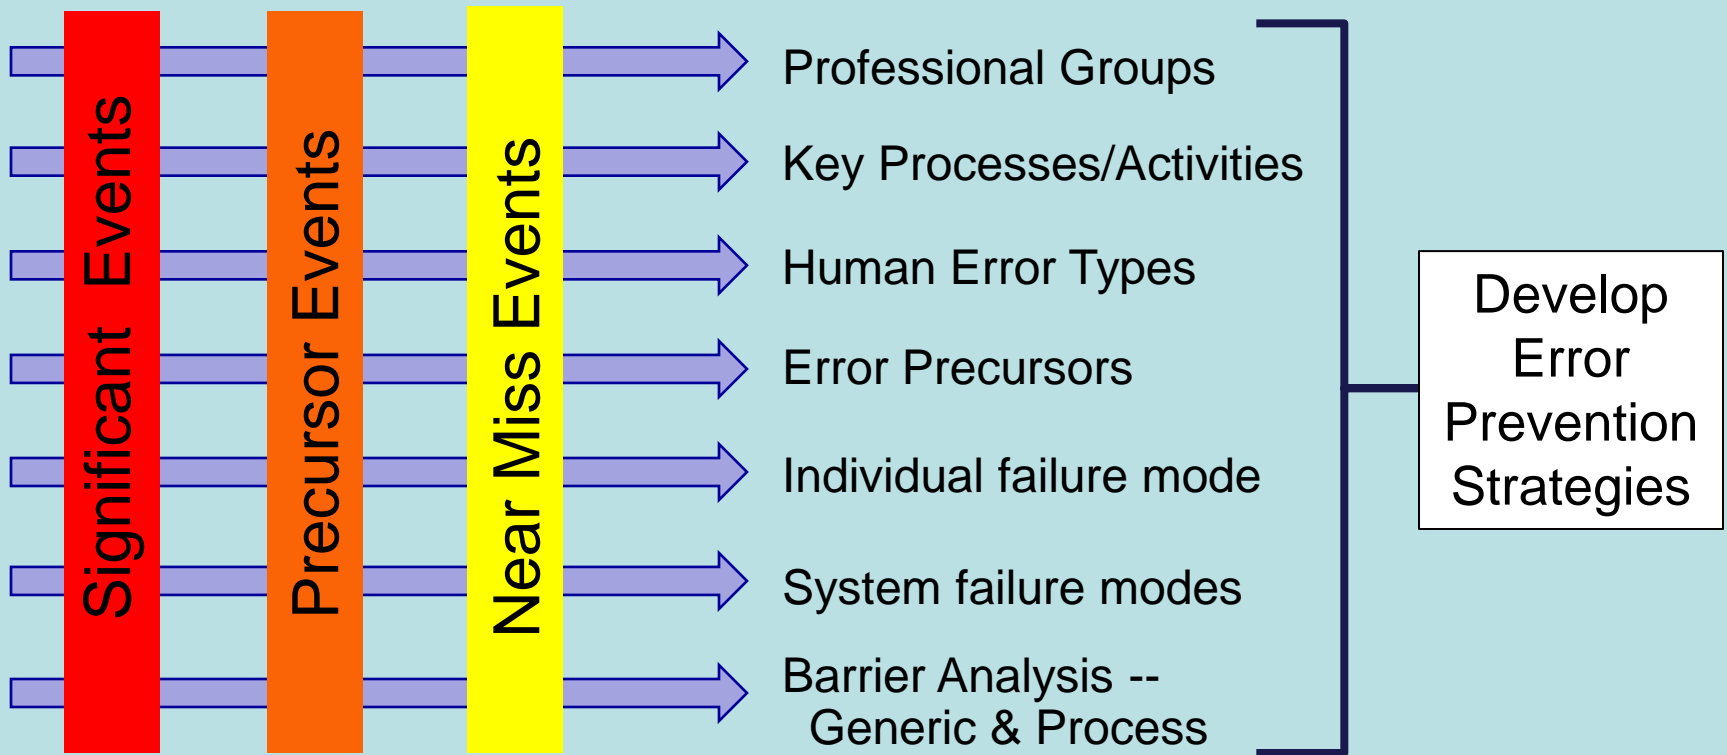 Significant Events
Precursor Events
Near Miss Events
Professional Groups
Key Processes/Activities
Human Error Types
Error Precursors
Individual failure mode
System failure modes
Barrier Analysis --
Generic & Process
Develop
Error
Prevention
Strategies